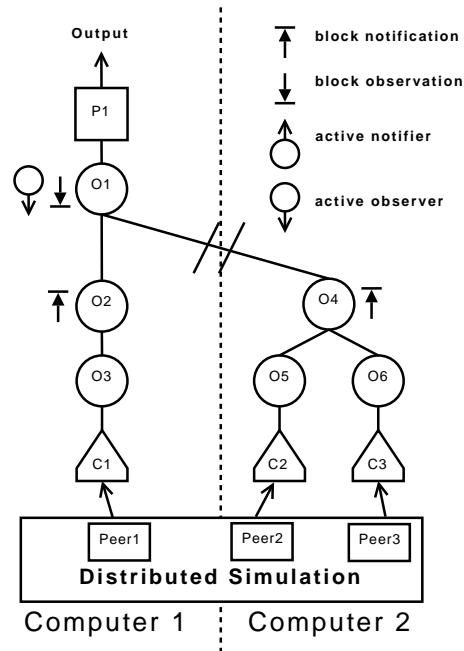 Output
block notification
block observation
active notifier
active observer
P1
O1
O2
O4
O3
O5
O6
C1
C2
C3
Peer1
Peer2
Peer3
Distributed Simulation
Computer 1
Computer 2